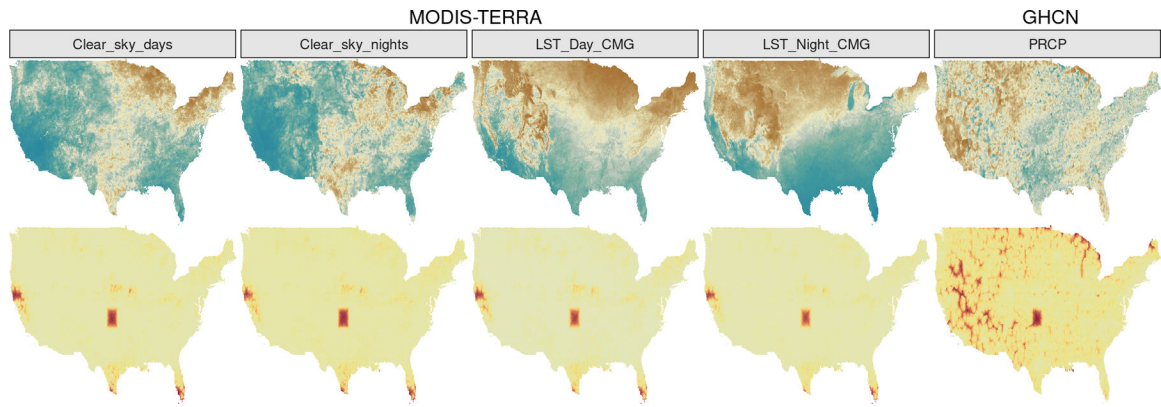 MODIS-TERRA
GHCN
Clear_sky_days
Clear_sky_nights
LST_Day_CMG
LST_Night_CMG
PRCP